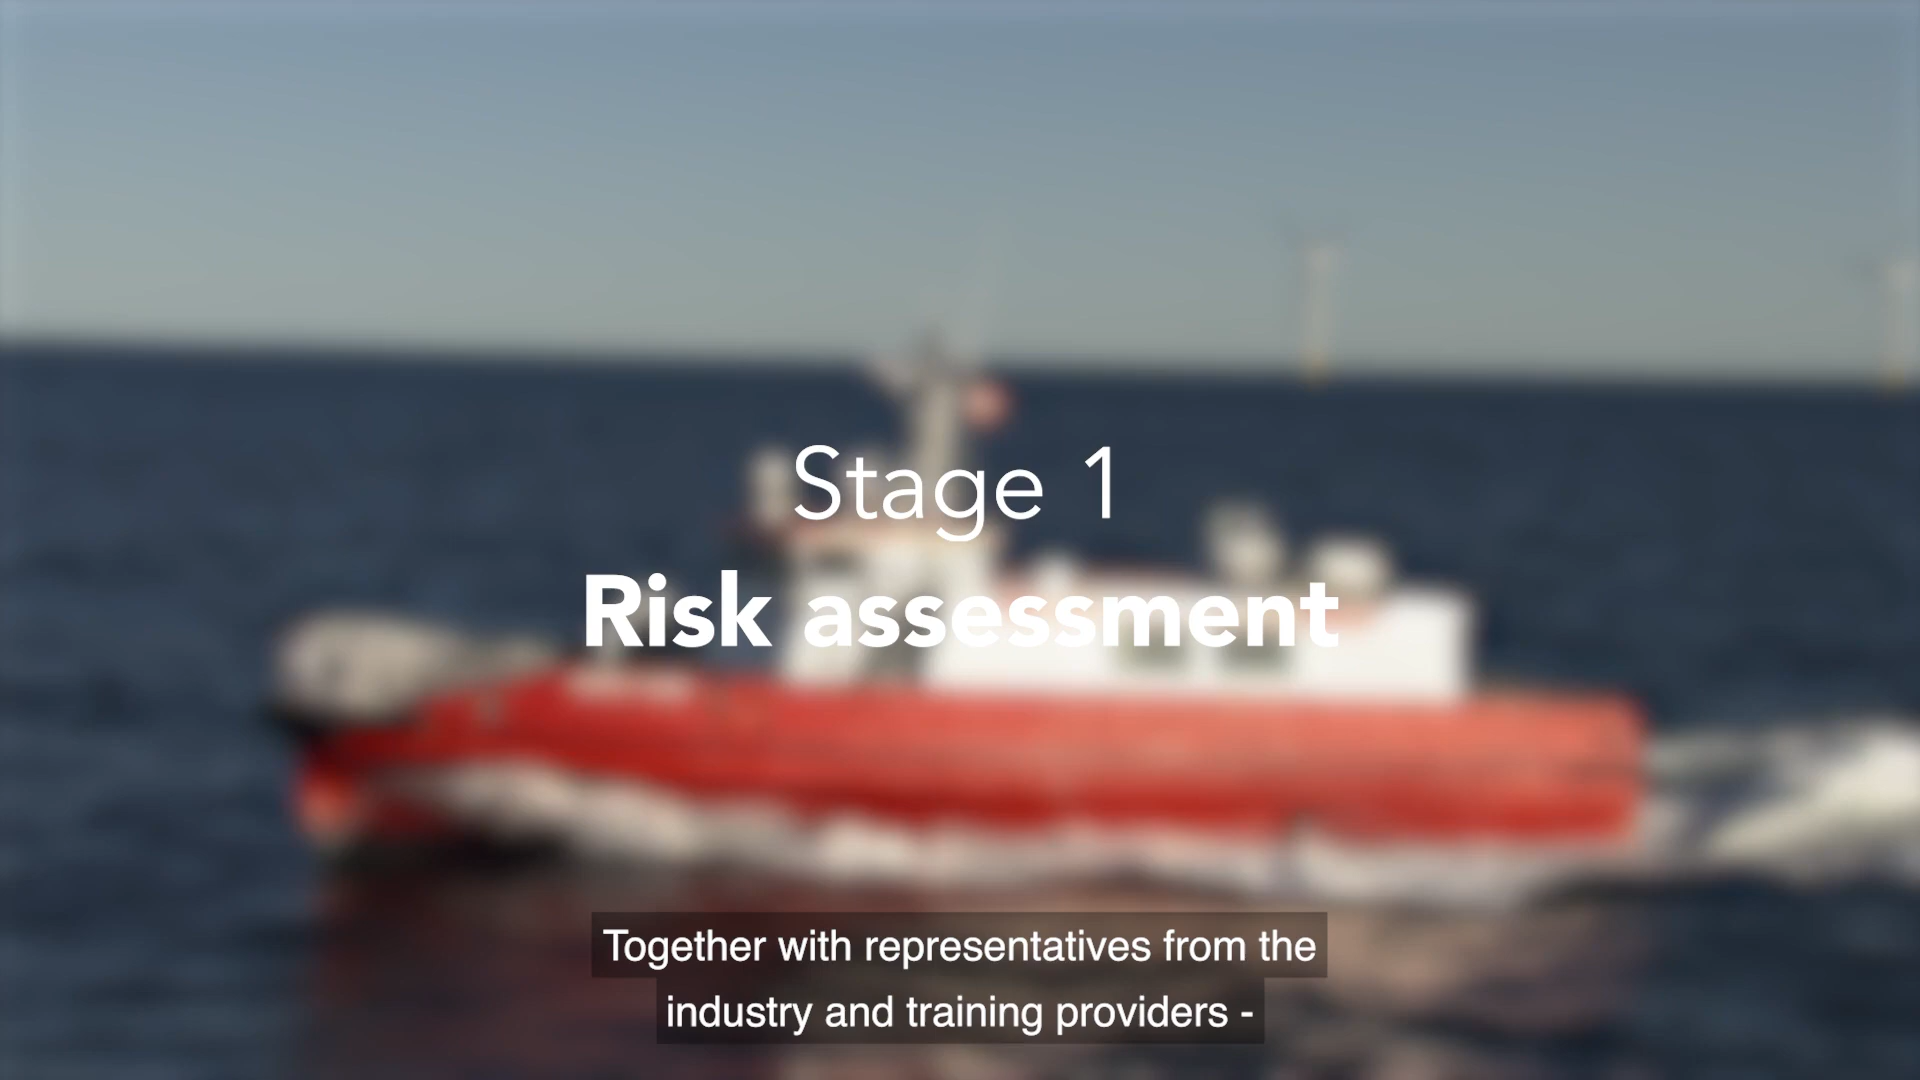 Stage 1
Risk assessment
Together with representatives from the
industry and training providers -